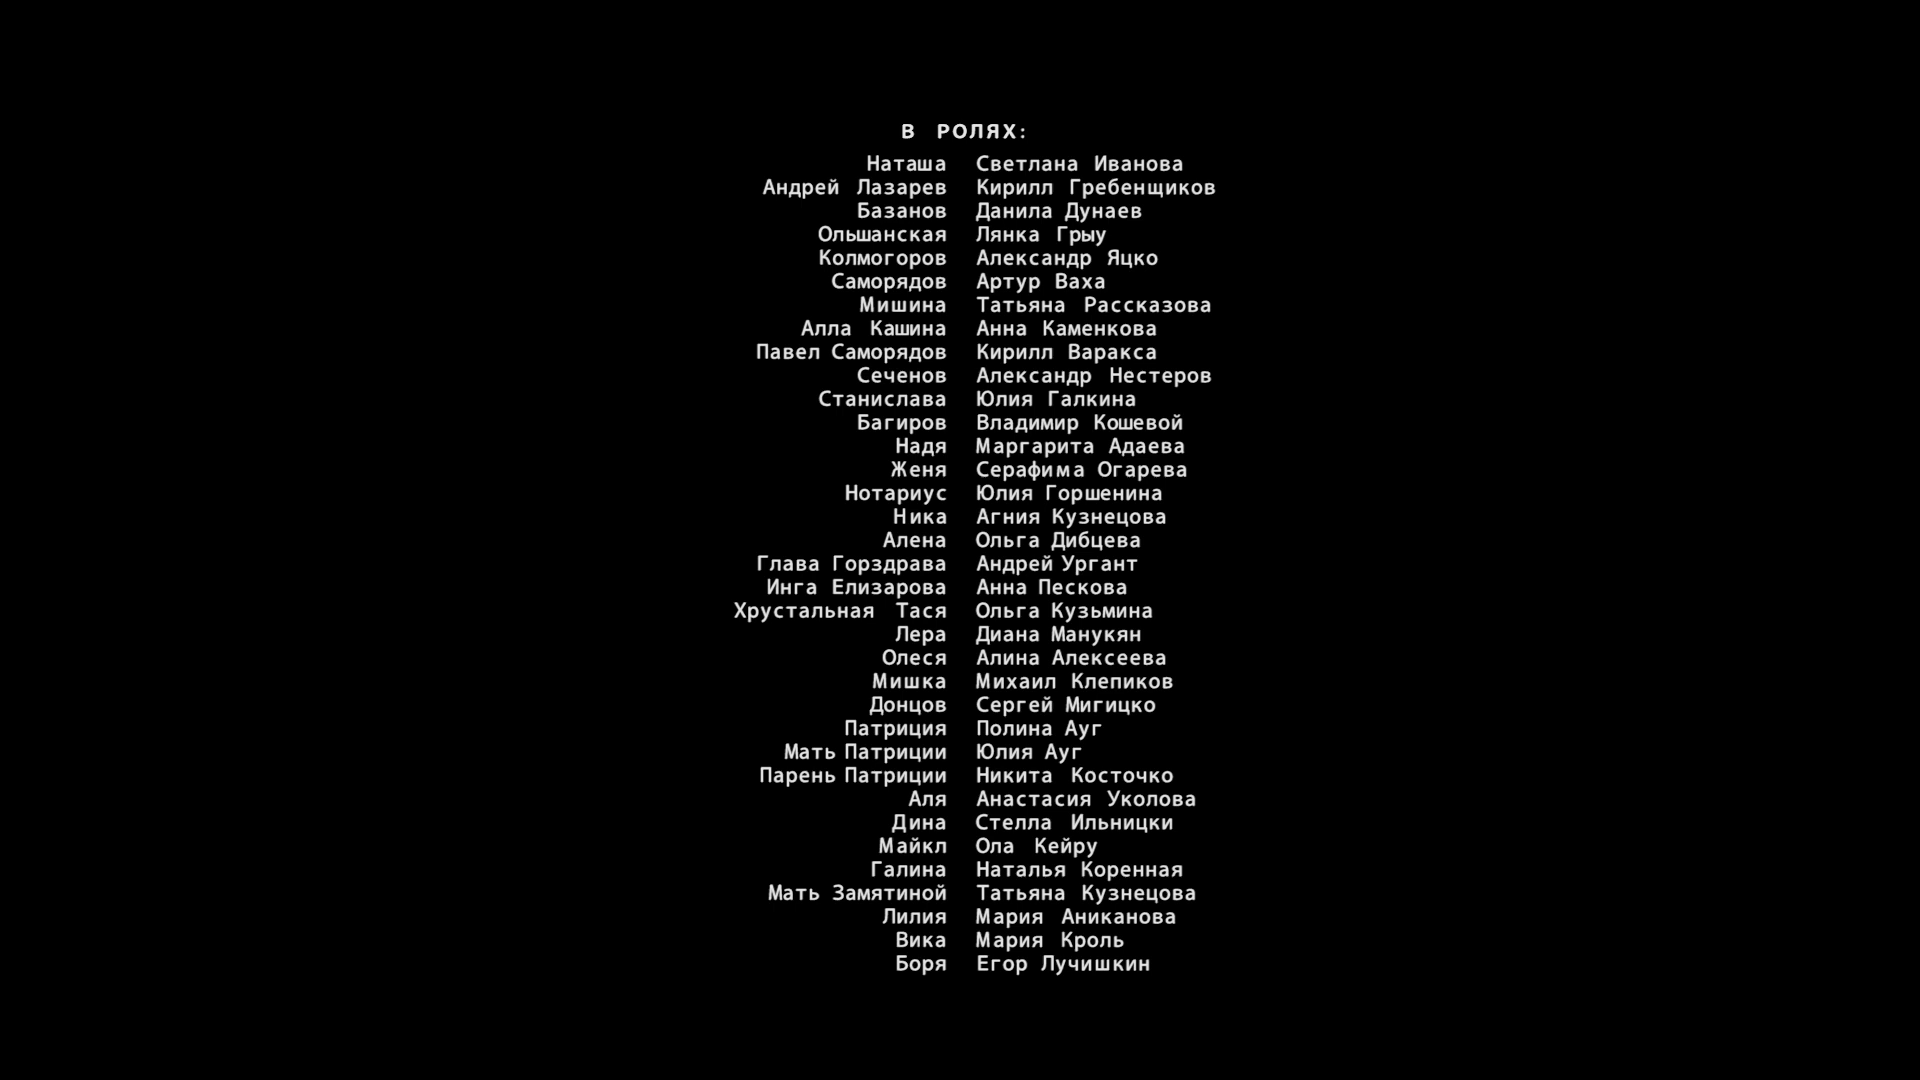 В РОЛЯХ:
Наташа Светлана Иванова
Андрей Лазарев Кирилл Гребенщиков
Базанов Данила Дунаев
Ольшанская Лянка Грыу
Колмогоров Александр Яцко
Саморядов Артур Ваха
Мишина Татьяна Рассказова
Алла Кашина Анна Каменкова
Павел Саморядов Кирилл Варакса
Сеченов Александр Нестеров
Станислава Юлия Галкина
Багиров Владимир Кошевой
Надя Маргарита Адаева
Женя Серафима Огарева
Нотариус Юлия Горшенина
Ника Агния Кузнецова
Алена Ольга Дибцева
Глава Горздрава Андрей Ургант
Инга Елизарова Анна Пескова
Хрустальная Тася Ольга Кузьмина
Лера Диана Манукян
Олеся Алина Алексеева
Мишка Михаил Клепиков
Донцов Сергей Мигицко
Патриция Полина Ауг
Мать Патриции Юлия Ауг
Парень Патриции Никита Косточко
Аля Анастасия Уколова
Дина Стелла Ильницки
Майкл Ола Кейру
Галина Наталья Коренная
Мать Замятиной Татьяна Кузнецова
Лилия Мария Аниканова
Вика Мария Кроль
Боря Егор Лучишкин